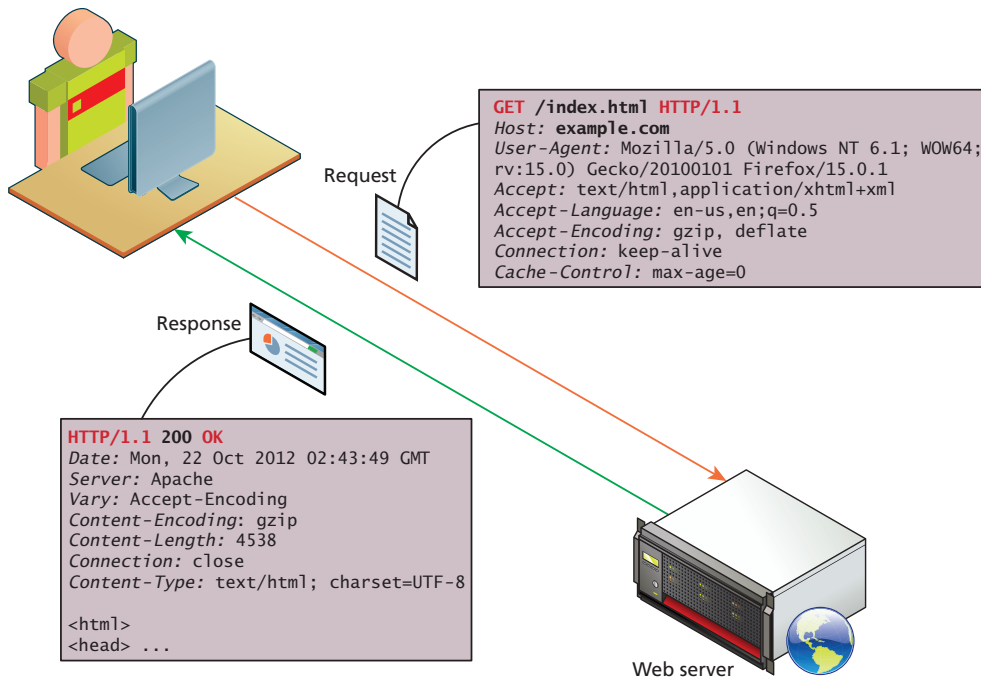 Request
GET /index.html HTTP/1.1
Host: example.com
User-Agent: Mozilla/5.0 (Windows NT 6.1; WOW64;
rv:15.0) Gecko/20100101 Firefox/15.0.1
Accept: text/html,application/xhtml+xml
Accept-Language: en-us,en;q=0.5
Accept-Encoding: gzip, deflate
Connection: keep-alive
Cache-Control: max-age=0
Response
HTTP/1.1 200 OK
Date: Mon, 22 Oct 2012 02:43:49 GMT
Server: Apache
Vary: Accept-Encoding
Content-Encoding: gzip
Content-Length: 4538
Connection: close
Content-Type: text/html; charset=UTF-8
<html>
<head> ...
Web server